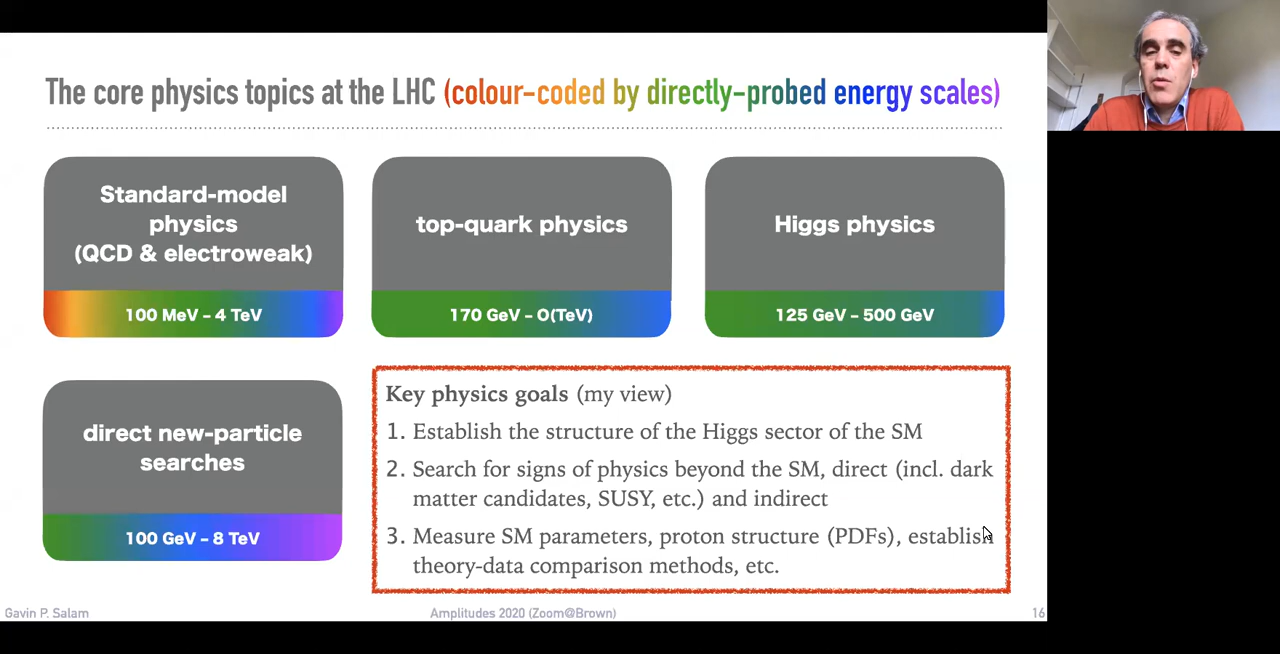 The core physics topics at the LHC (colour-coded by directly-probed energy scales)
Standard-model
physics
(QCD & electroweak)
100 MeV – 4 TeV
top-quark physics
170 GeV – O(TeV)
Higgs physics
125 GeV – 500 GeV
direct new-particle
searches
100 GeV – 8 TeV
Key physics goals (my view)
1. Establish the structure of the Higgs sector of the SM
2. Search for signs of physics beyond the SM, direct (incl. dark
matter candidates, SUSY, etc.) and indirect
3. Measure SM parameters, proton structure (PDFs), establish
theory-data comparison methods, etc.
Gavin P. Salam
Amplitudes 2020 (Zoom@Brown)
16